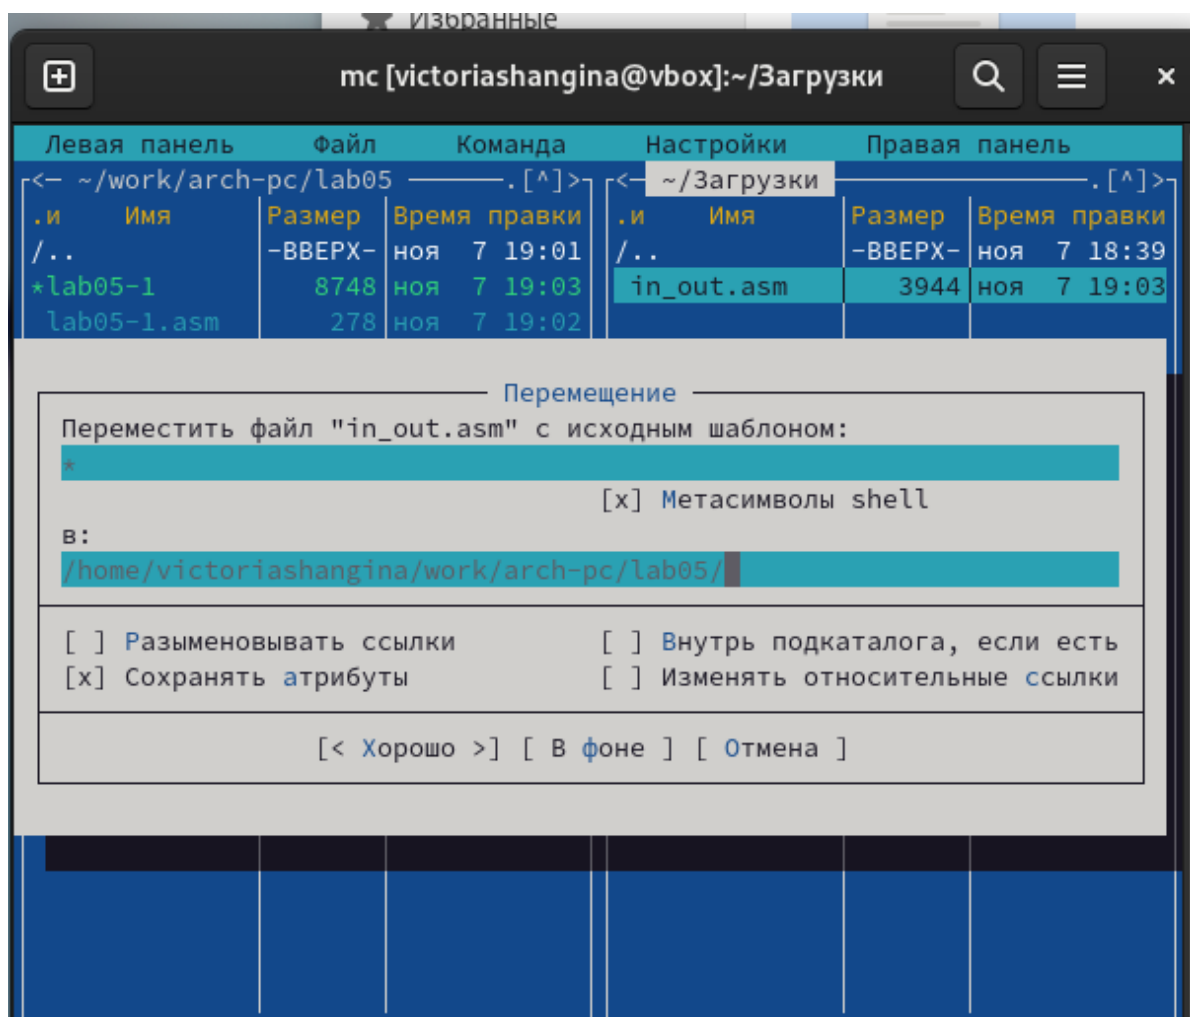 Избранные
mc [victoriashangina@vbox]:~/Загрузки
Левая панель Файл Команда Настройки Правая панель
<─ ~/work/arch-pc/lab05 ──────.[^]>
.и Имя Размер Время правки
/.. -ВВЕРХ- ноя 7 19:01
*lab05-1 8748 ноя 7 19:03
lab05-1.asm 278 ноя 7 19:02
<─ ~/Загрузки ────────────────.[^]>
.и Имя Размер Время правки
/.. -ВВЕРХ- ноя 7 18:39
in_out.asm 3944 ноя 7 19:03
Перемещение
Переместить файл "in_out.asm" с исходным шаблоном:
*
[x] Метасимволы shell
в:
/home/victoriashangina/work/arch-pc/lab05/
[ ] Разыменовывать ссылки [ ] Внутрь подкаталога, если есть
[x] Сохранять атрибуты [ ] Изменять относительные ссылки
[< Хорошо >] [ В фоне ] [ Отмена ]